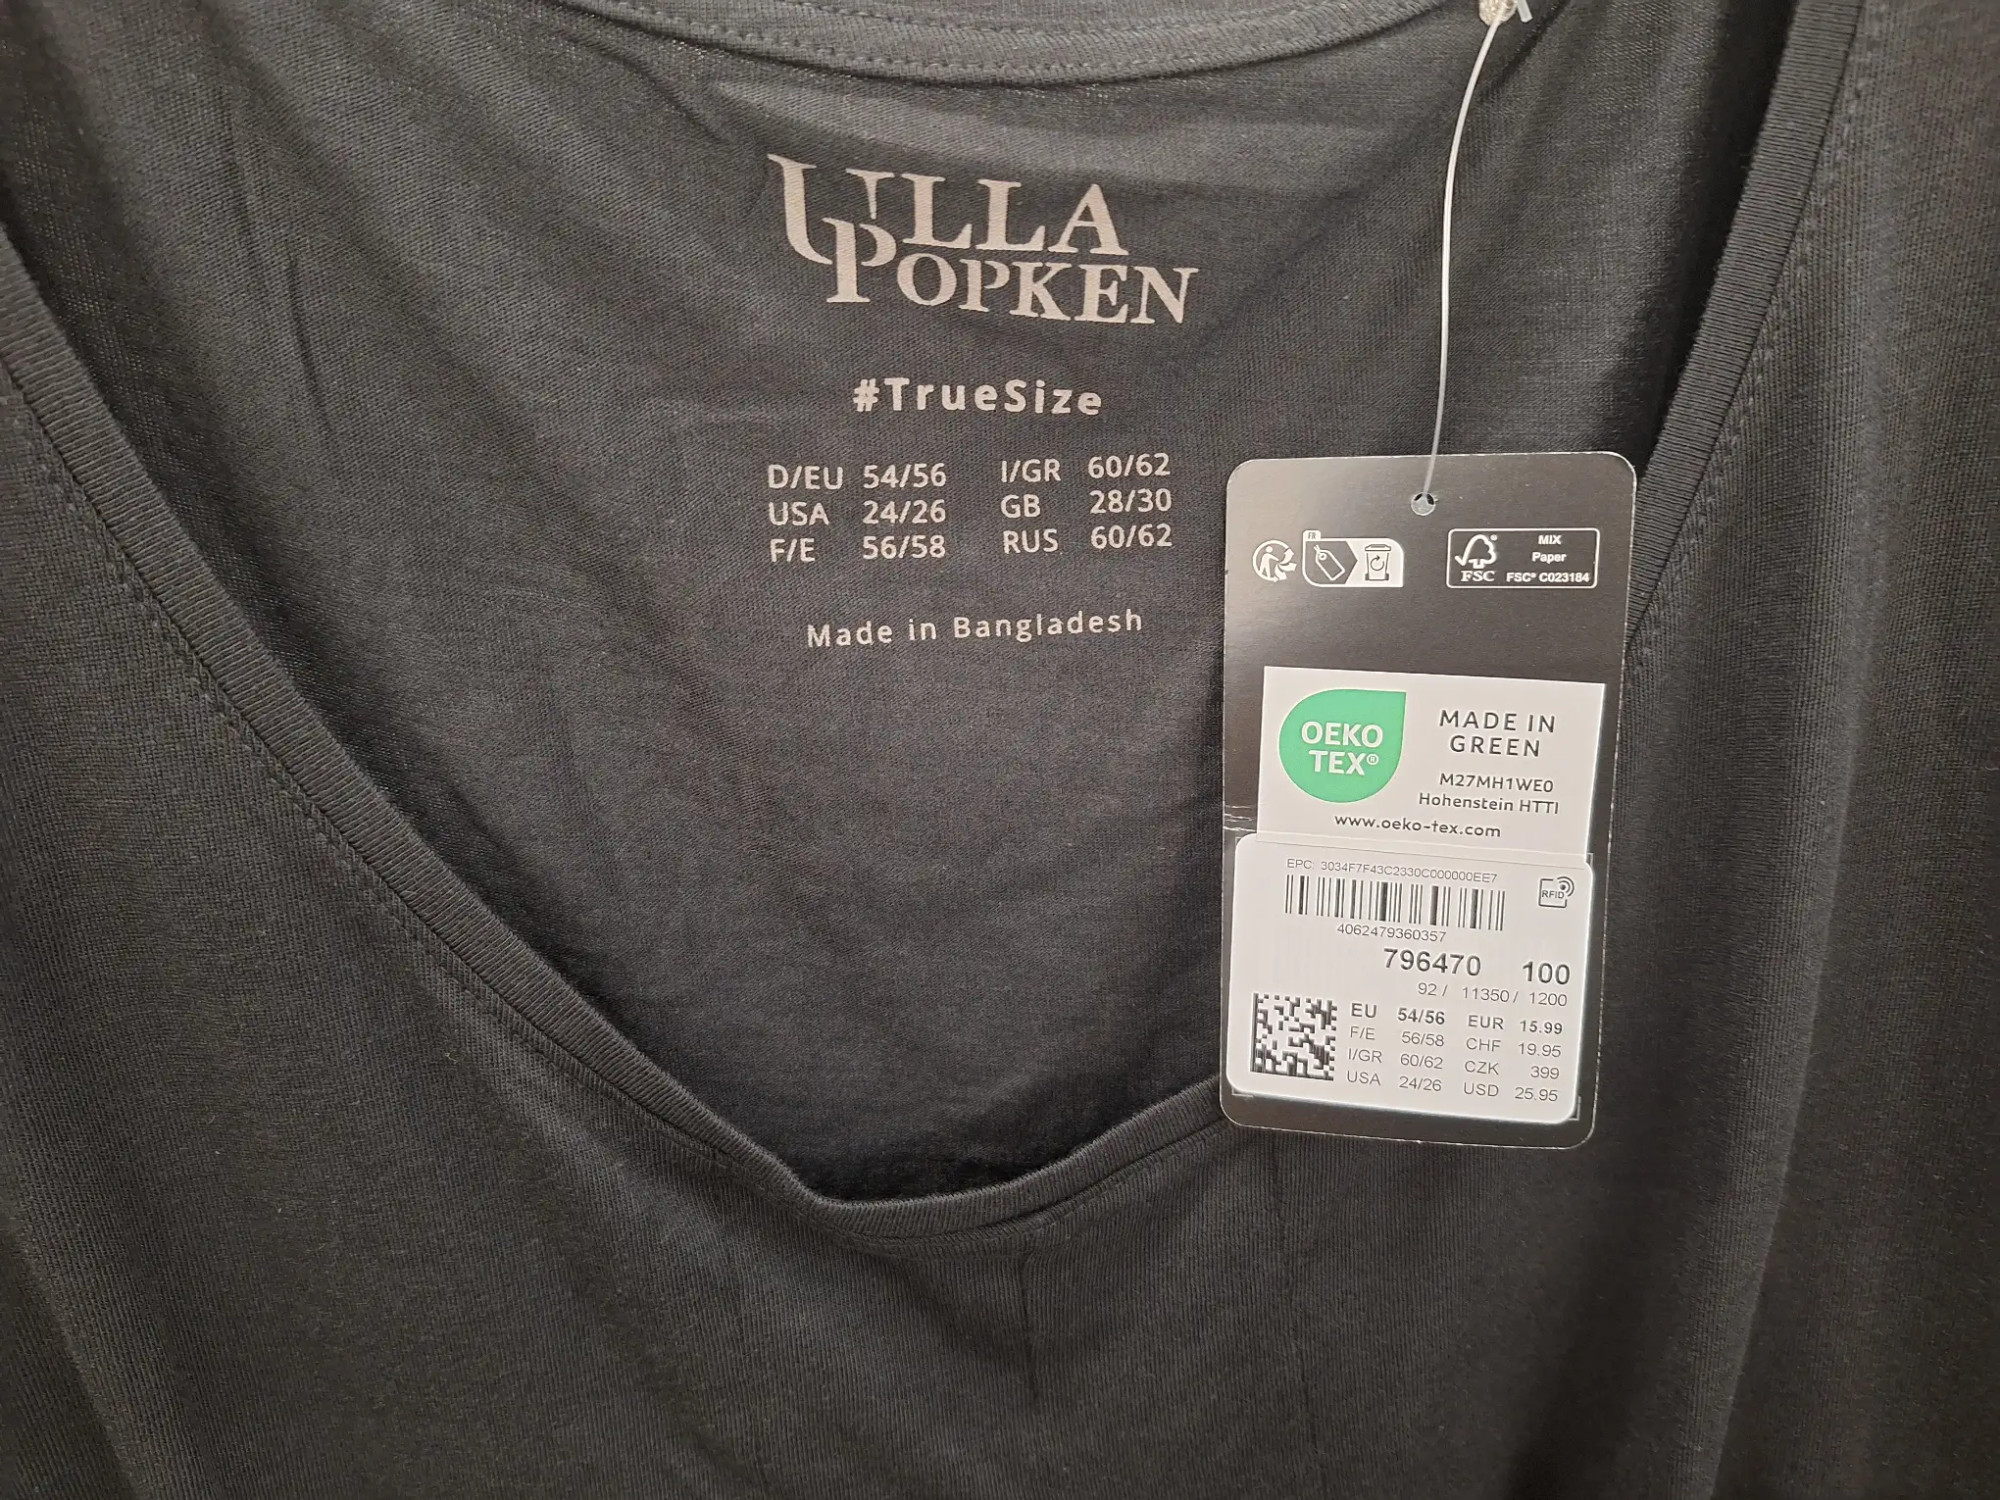 ULLA
POPKEN
#TrueSize
D/EU 54/56 I/GR 60/62
USA 24/26 GB 28/30
F/E 56/58 RUS 60/62
Made in Bangladesh
FR
MIX
Paper
FSC FSC® C023184
OEKO
TEX®
MADE IN
GREEN
M27MH1WE0
Hohenstein HTTI
www.oeko-tex.com
EPC: 3034F7F43C2330C000000EE7
RFID
4062479360357
796470 100
92 / 11350 / 1200
EU 54/56 EUR 15.99
F/E 56/58 CHF 19.95
I/GR 60/62 CZK 399
USA 24/26 USD 25.95